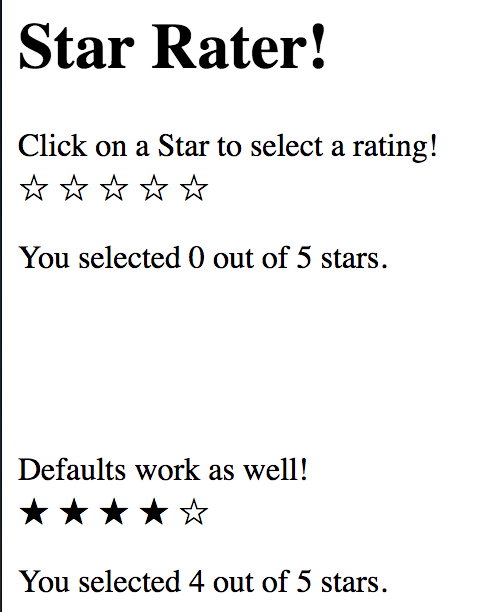 Star Rater!
Click on a Star to select a rating!
☆ ☆ ☆ ☆ ☆
You selected 0 out of 5 stars.
Defaults work as well!
★ ★ ★ ★ ☆
You selected 4 out of 5 stars.